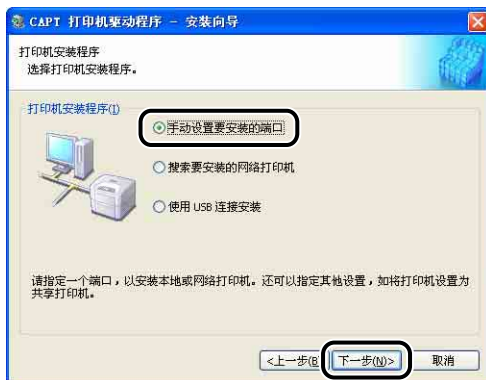 CAPT 打印机驱动程序 - 安装向导
打印机安装程序
选择打印机安装程序。
打印机安装程序(I)
手动设置要安装的端口
搜索要安装的网络打印机
使用 USB 连接安装
请指定一个端口，以安装本地或网络打印机。还可以指定其他设置，如将打印机设置为
共享打印机。
<上一步(B) 下一步(N)> 取消